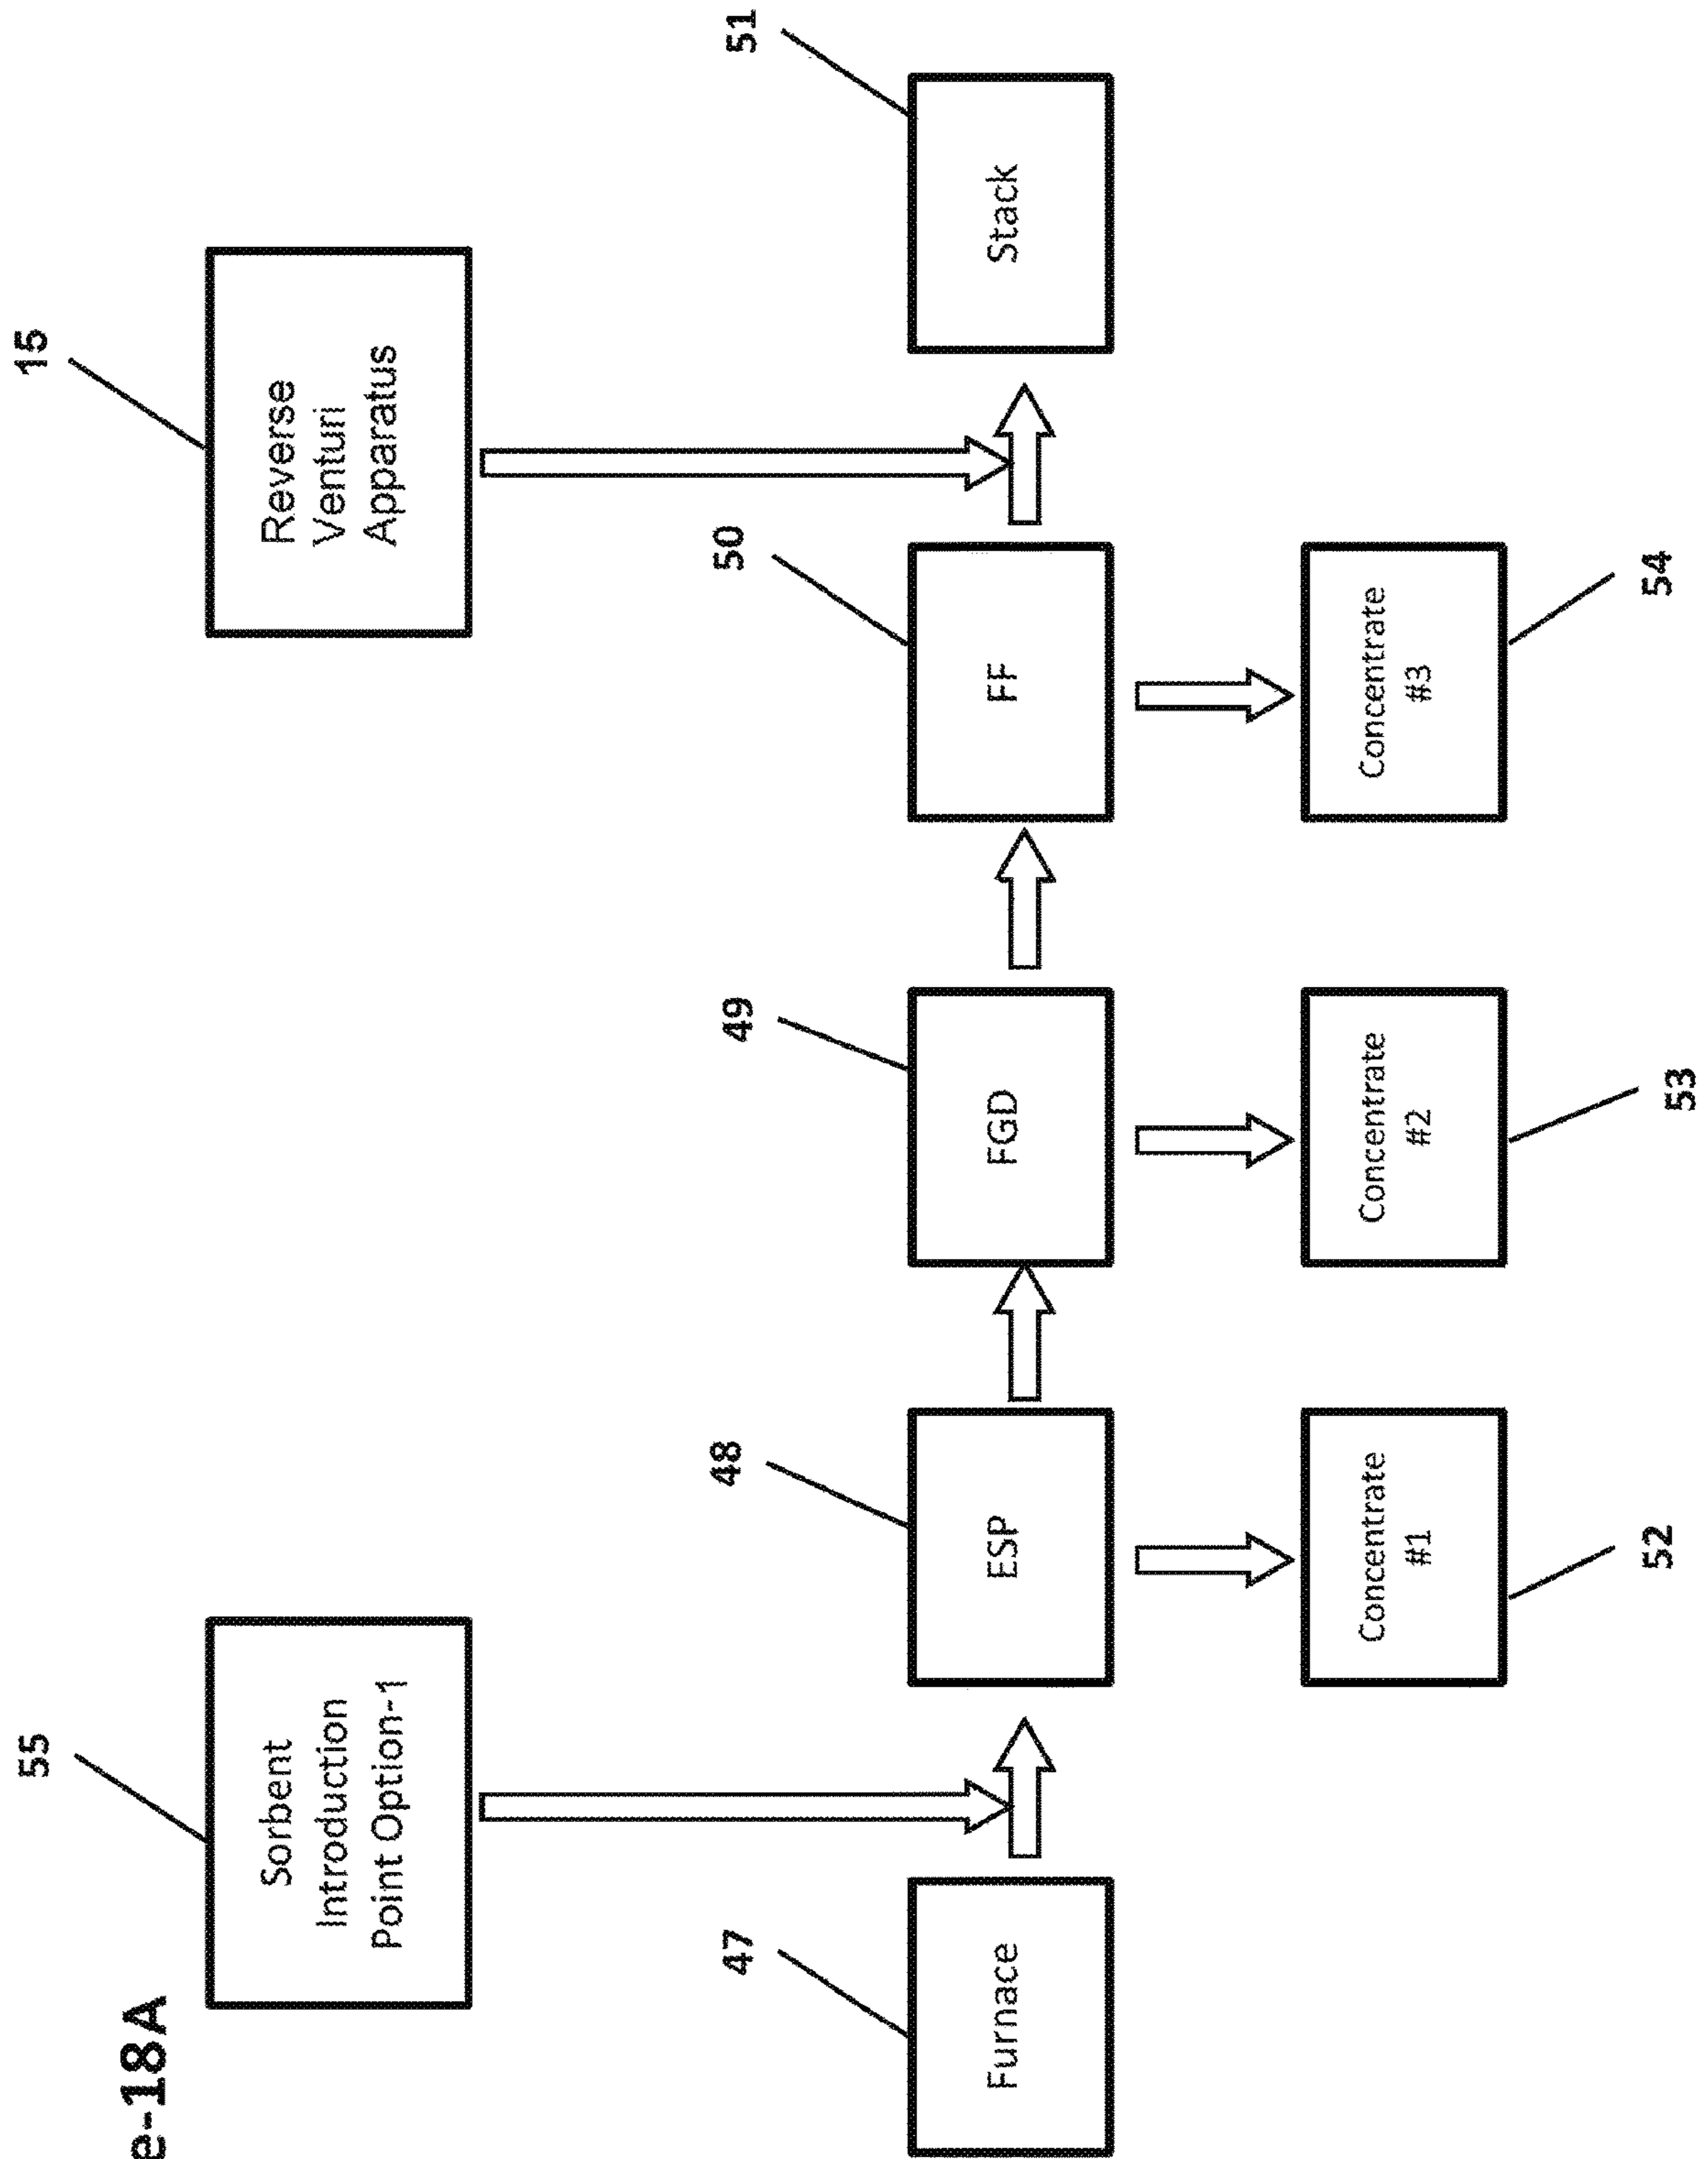 e-18A
55
Sorbent
Introduction
Point Option-1
15
Reverse
Venturi
Apparatus
47
Furnace
48
ESP
49
FGD
50
FF
51
Stack
Concentrate
#1
52
Concentrate
#2
53
Concentrate
#3
54